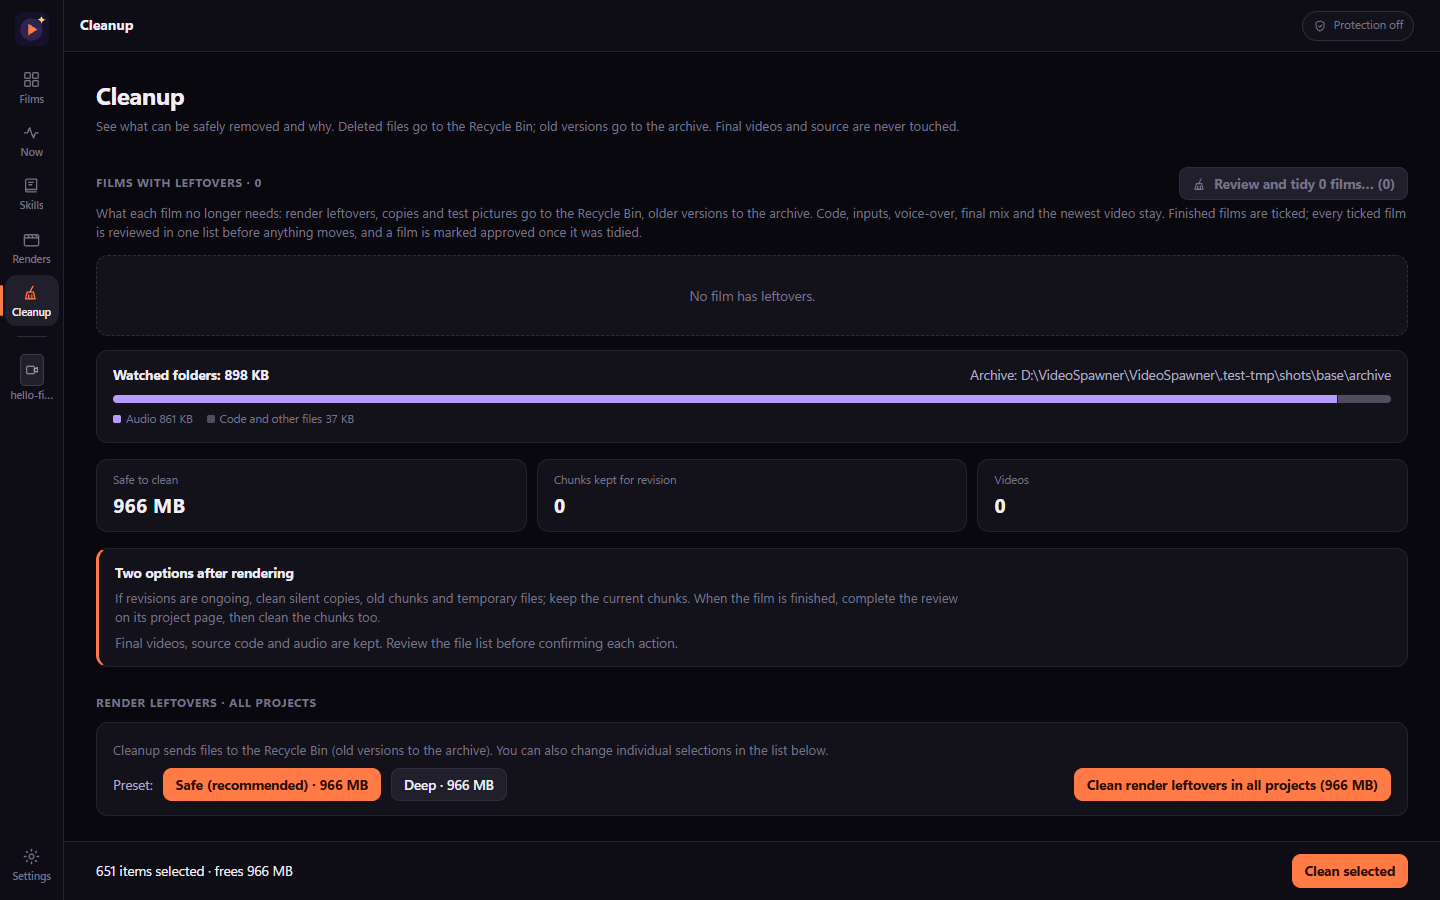 Cleanup
Protection off
Films
Now
Skills
Renders
Cleanup
hello-fi...
Settings
Cleanup
See what can be safely removed and why. Deleted files go to the Recycle Bin; old versions go to the archive. Final videos and source are never touched.
FILMS WITH LEFTOVERS · 0
Review and tidy 0 films... (0)
What each film no longer needs: render leftovers, copies and test pictures go to the Recycle Bin, older versions to the archive. Code, inputs, voice-over, final mix and the newest video stay. Finished films are ticked; every ticked film
is reviewed in one list before anything moves, and a film is marked approved once it was tidied.
No film has leftovers.
Watched folders: 898 KB
Archive: D:\VideoSpawner\VideoSpawner\.test-tmp\shots\base\archive
Audio 861 KB
Code and other files 37 KB
Safe to clean
966 MB
Chunks kept for revision
0
Videos
0
Two options after rendering
If revisions are ongoing, clean silent copies, old chunks and temporary files; keep the current chunks. When the film is finished, complete the review
on its project page, then clean the chunks too.
Final videos, source code and audio are kept. Review the file list before confirming each action.
RENDER LEFTOVERS · ALL PROJECTS
Cleanup sends files to the Recycle Bin (old versions to the archive). You can also change individual selections in the list below.
Preset:
Safe (recommended) · 966 MB
Deep · 966 MB
Clean render leftovers in all projects (966 MB)
651 items selected · frees 966 MB
Clean selected